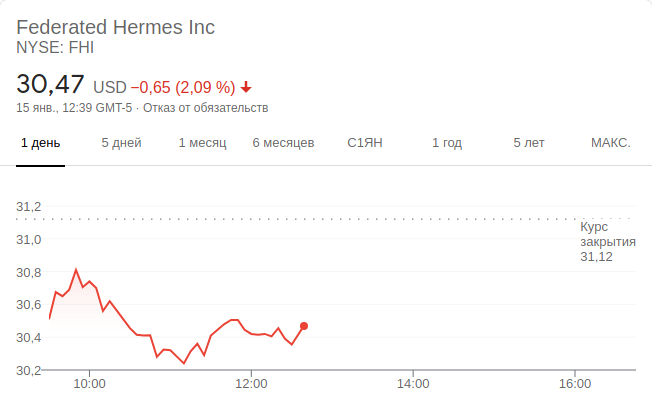 Federated Hermes Inc
NYSE: FHI
30,47 USD −0,65 (2,09 %)
15 янв., 12:39 GMT-5 · Отказ от обязательств
1 день 5 дней 1 месяц 6 месяцев С1ЯН 1 год 5 лет МАКС.
31,2
Курс
закрытия
31,12
31,0
30,8
30,6
30,4
30,2
10:00 12:00 14:00 16:00